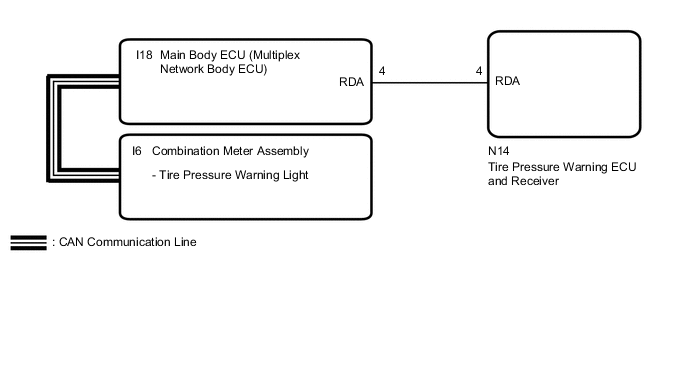 I18 Main Body ECU (Multiplex
Network Body ECU)
RDA
4
4
RDA
I6 Combination Meter Assembly
- Tire Pressure Warning Light
N14
Tire Pressure Warning ECU
and Receiver
: CAN Communication Line